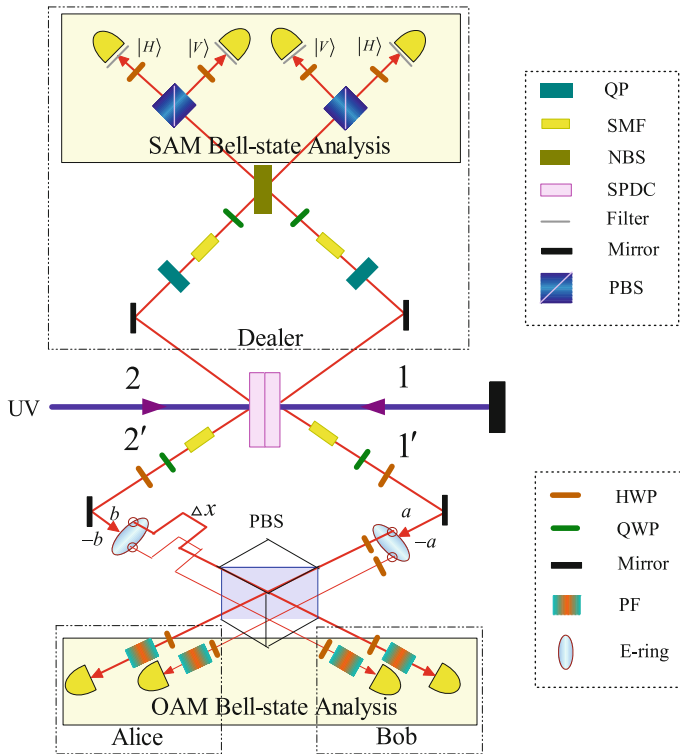 |H⟩ |V⟩ |V⟩ |H⟩
SAM Bell-state Analysis
Dealer
QP
SMF
NBS
SPDC
Filter
Mirror
PBS
UV
2
1
2′
1′
b
-b
△x
PBS
a
-a
HWP
QWP
Mirror
PF
E-ring
OAM Bell-state Analysis
Alice
Bob